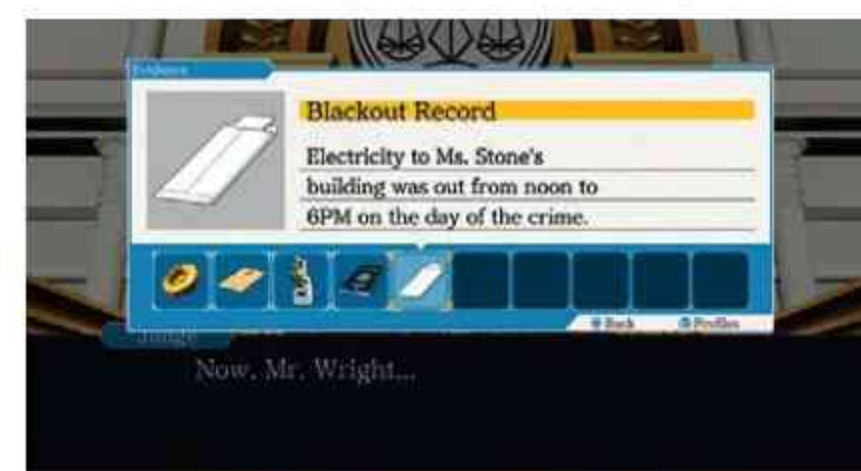 Evidence
Blackout Record
Electricity to Ms. Stone's
building was out from noon to
6PM on the day of the crime.
Back
Profiles
Judge
Now, Mr. Wright...